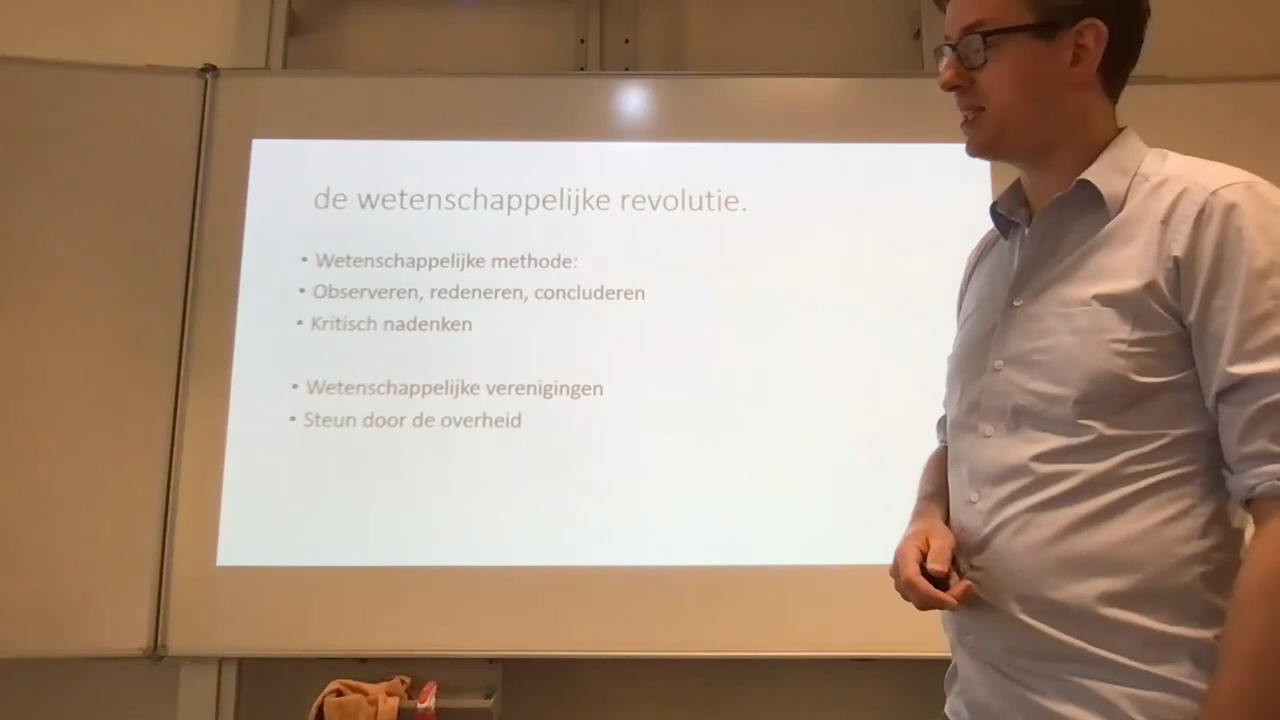 de wetenschappelijke revolutie.
• Wetenschappelijke methode:
• Observeren, redeneren, concluderen
• Kritisch nadenken
• Wetenschappelijke verenigingen
• Steun door de overheid